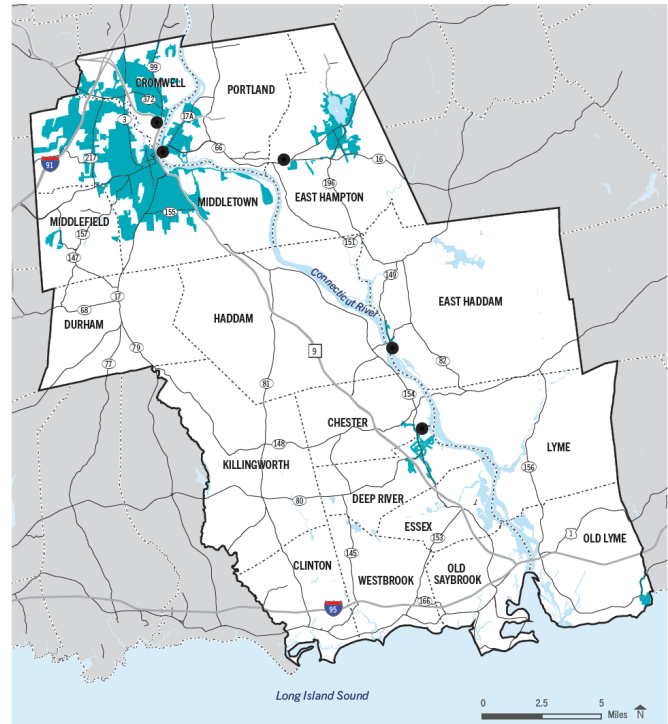 99
CROMWELL
372
PORTLAND
3
17A
66
91
217
16
196
MIDDLETOWN
EAST HAMPTON
155
MIDDLEFIELD
157
151
147
149
Connecticut River
17
68
DURHAM
HADDAM
EAST HADDAM
9
79
77
82
81
154
CHESTER
148
LYME
KILLINGWORTH
156
80
DEEP RIVER
ESSEX
153
1
OLD LYME
145
CLINTON
WESTBROOK
OLD
SAYBROOK
166
95
Long Island Sound
0 2.5 5
Miles N